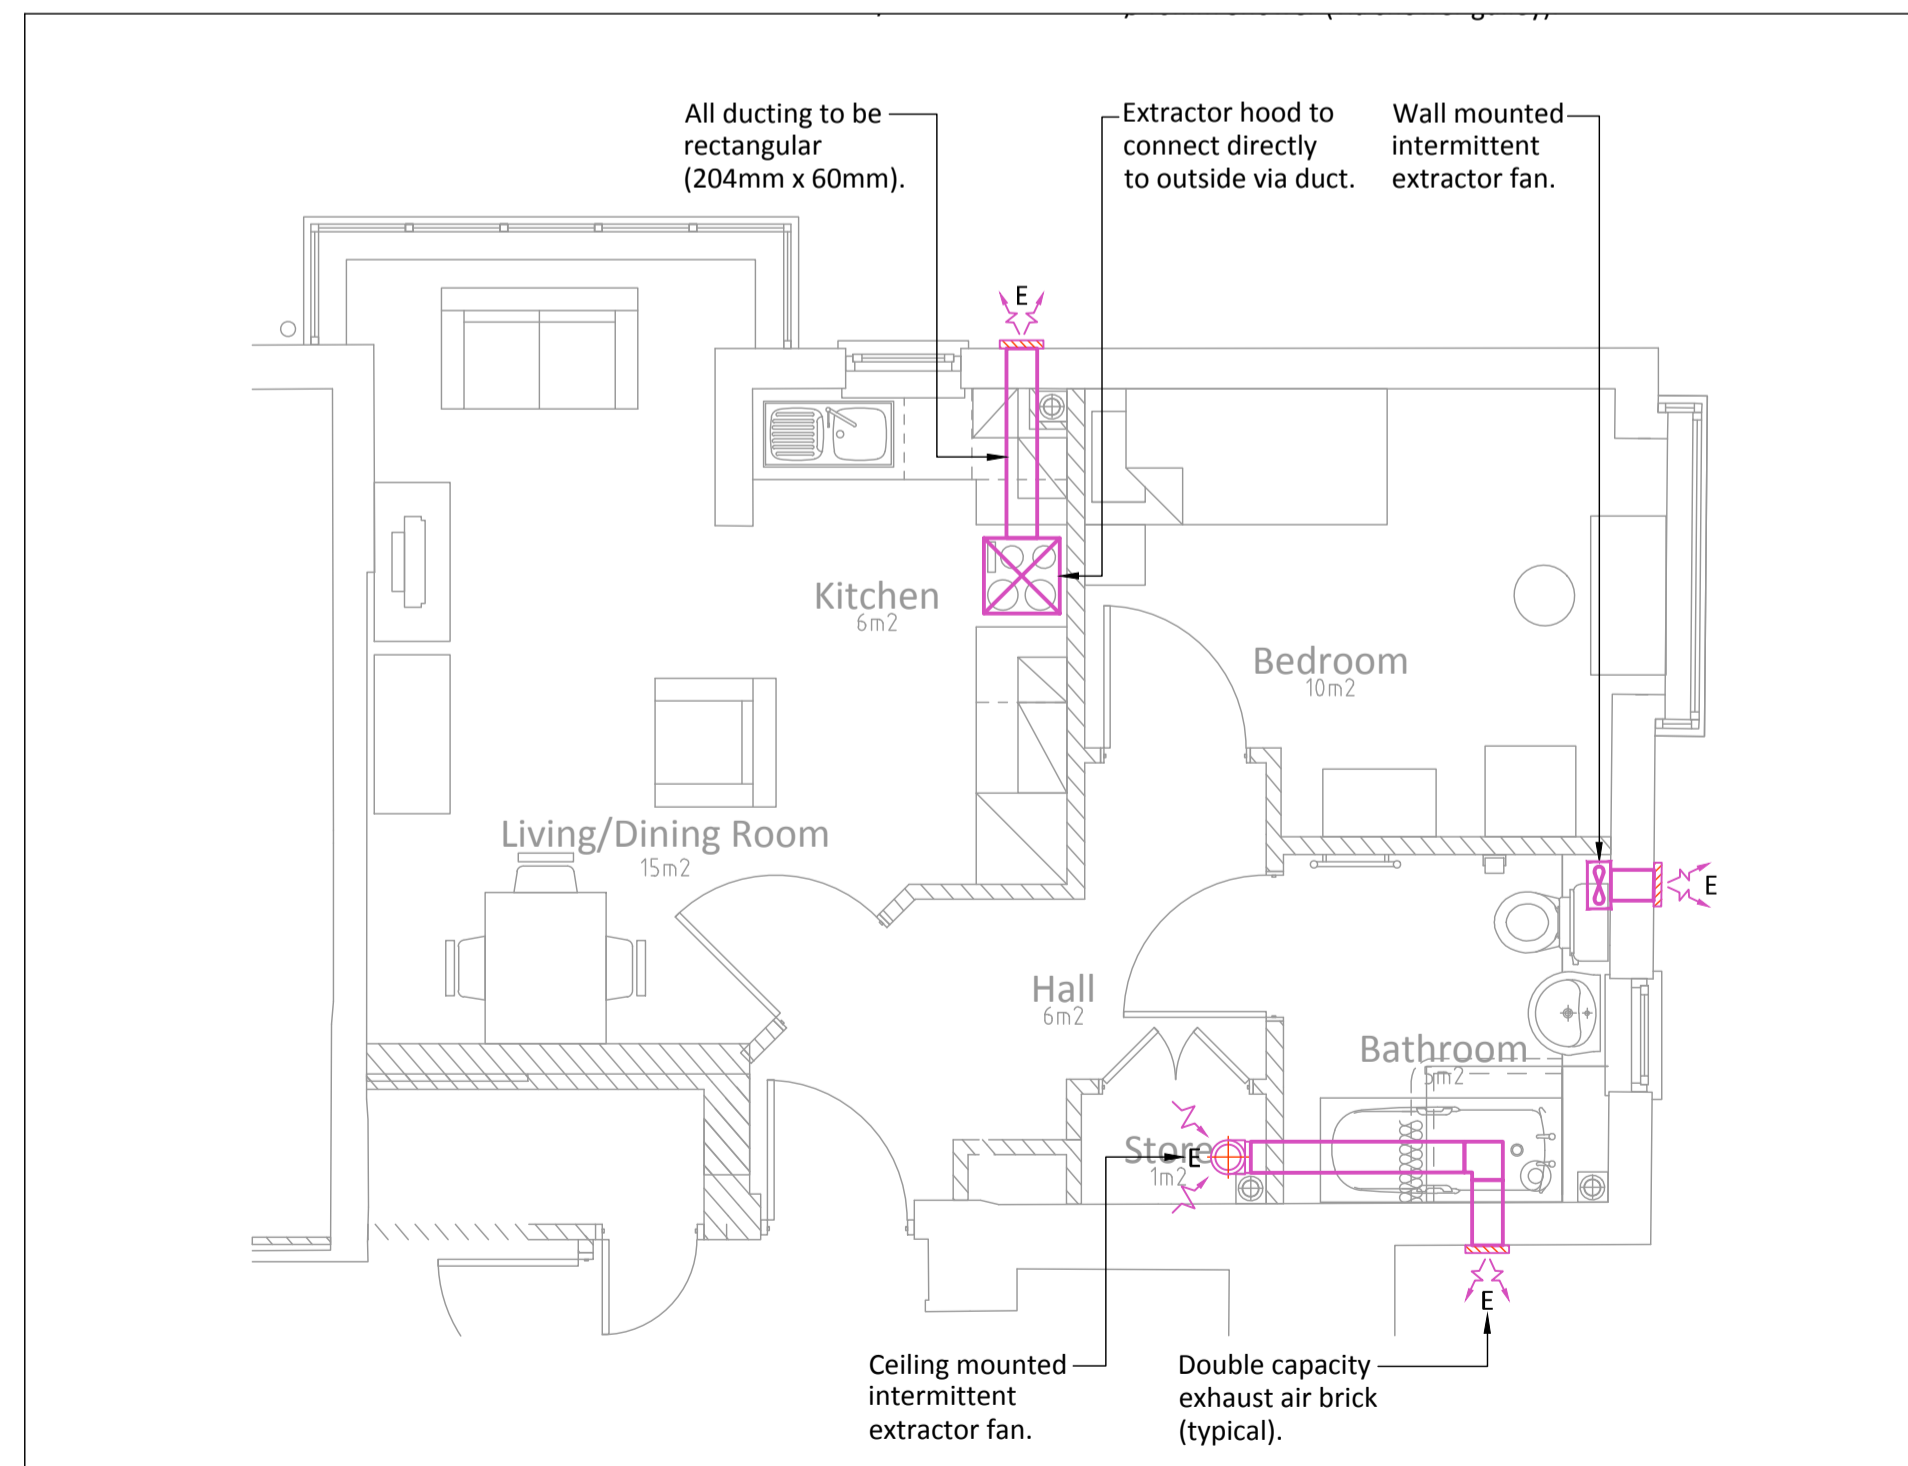 All ducting to be
rectangular
(204mm x 60mm).
Extractor hood to
connect directly
to outside via duct.
Wall mounted
intermittent
extractor fan.
E
Kitchen
6m2
Bedroom
10m2
Living/Dining Room
15m2
E
Hall
6m2
Bathroom
5m2
Store
1m2
E
E
Ceiling mounted
intermittent
extractor fan.
Double capacity
exhaust air brick
(typical).